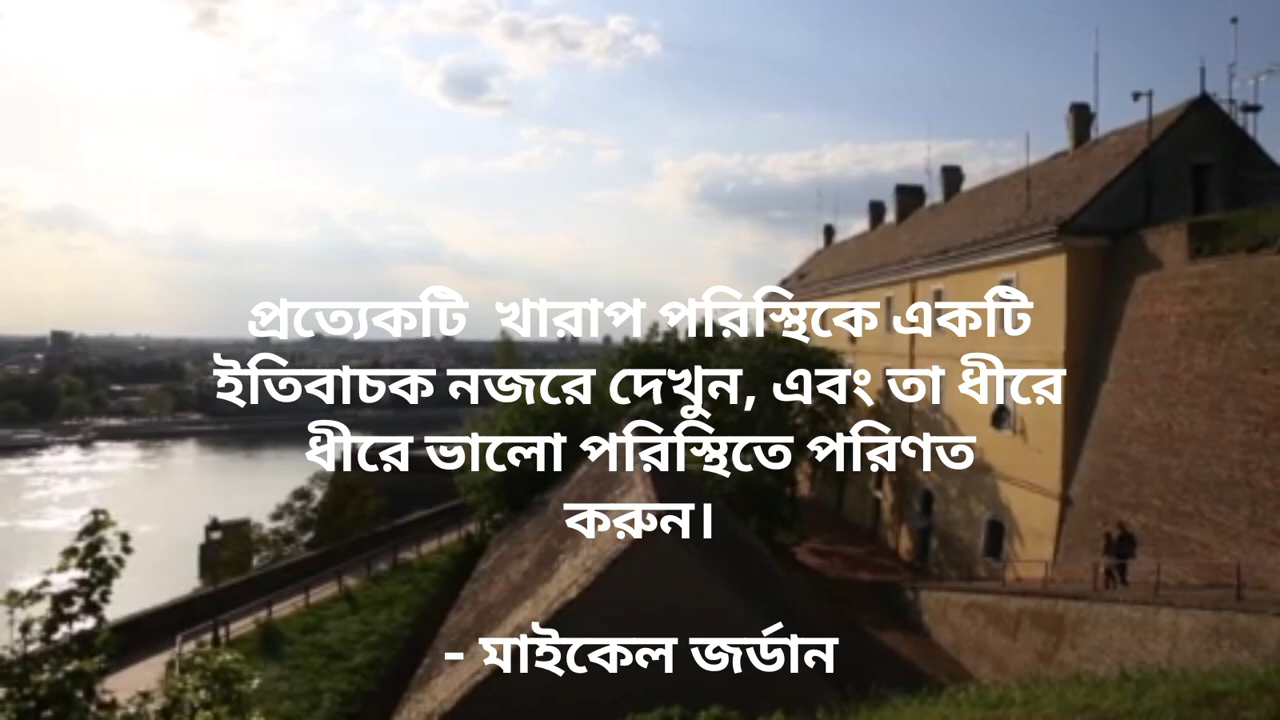 প্রত্যেকটি  খারাপ পরিস্থিকে একটি
ইতিবাচক নজরে দেখুন, এবং তা ধীরে
ধীরে ভালো পরিস্থিতে পরিণত
করুন।
- মাইকেল জর্ডান